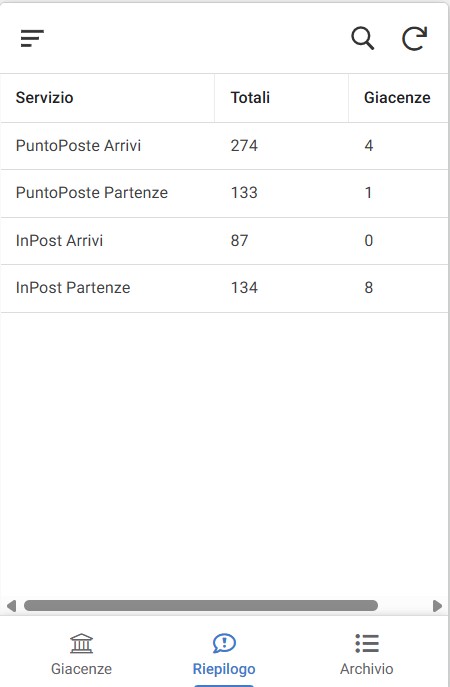 Servizio Totali Giacenze
PuntoPoste Arrivi 274 4
PuntoPoste Partenze 133 1
InPost Arrivi 87 0
InPost Partenze 134 8
Giacenze Riepilogo Archivio